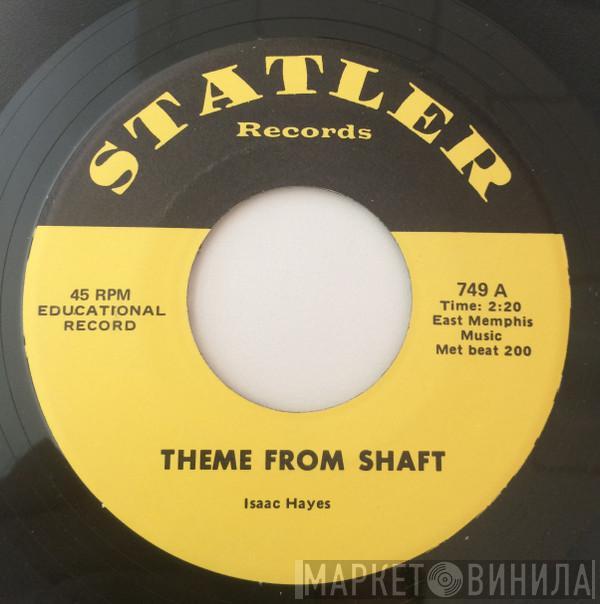 STATLER
Records
45 RPM
EDUCATIONAL
RECORD
749 A
Time: 2:20
East Memphis
Music
Met beat 200
THEME FROM SHAFT
Isaac Hayes
МАРКЕТ ВИНИЛА